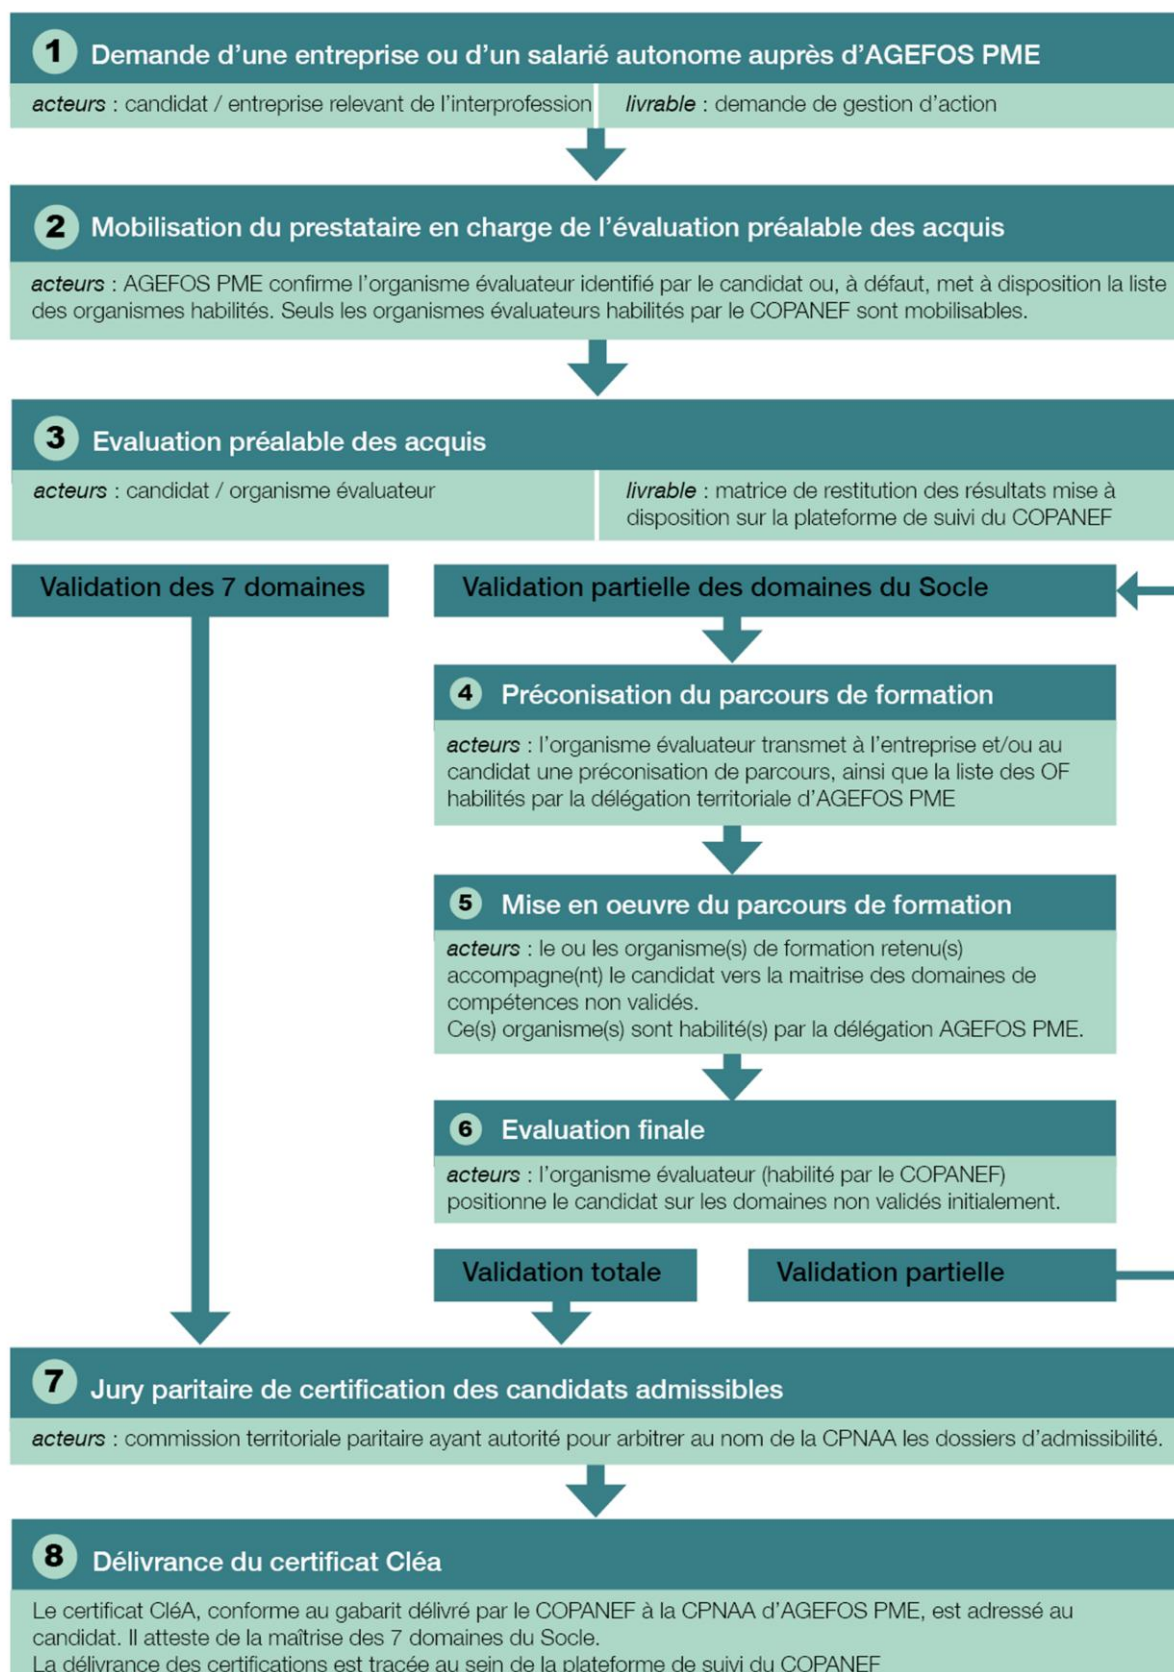 1 Demande d'une entreprise ou d'un salarié autonome auprès d'AGEFOS PME
acteurs : candidat / entreprise relevant de l'interprofession
livrable : demande de gestion d'action
2 Mobilisation du prestataire en charge de l'évaluation préalable des acquis
acteurs : AGEFOS PME confirme l'organisme évaluateur identifié par le candidat ou, à défaut, met à disposition la liste
des organismes habilités. Seuls les organismes évaluateurs habilités par le COPANEF sont mobilisables.
3 Evaluation préalable des acquis
acteurs : candidat / organisme évaluateur
livrable : matrice de restitution des résultats mise à
disposition sur la plateforme de suivi du COPANEF
Validation des 7 domaines
Validation partielle des domaines du Socle
4 Préconisation du parcours de formation
acteurs : l'organisme évaluateur transmet à l'entreprise et/ou au
candidat une préconisation de parcours, ainsi que la liste des OF
habilités par la délégation territoriale d'AGEFOS PME
5 Mise en oeuvre du parcours de formation
acteurs : le ou les organisme(s) de formation retenu(s)
accompagne(nt) le candidat vers la maitrise des domaines de
compétences non validés.
Ce(s) organisme(s) sont habilité(s) par la délégation AGEFOS PME.
6 Evaluation finale
acteurs : l'organisme évaluateur (habilité par le COPANEF)
positionne le candidat sur les domaines non validés initialement.
Validation totale
Validation partielle
7 Jury paritaire de certification des candidats admissibles
acteurs : commission territoriale paritaire ayant autorité pour arbitrer au nom de la CPNAA les dossiers d'admissibilité.
8 Délivrance du certificat Cléa
Le certificat CléA, conforme au gabarit délivré par le COPANEF à la CPNAA d'AGEFOS PME, est adressé au
candidat. Il atteste de la maîtrise des 7 domaines du Socle.
La délivrance des certifications est tracée au sein de la plateforme de suivi du COPANEF